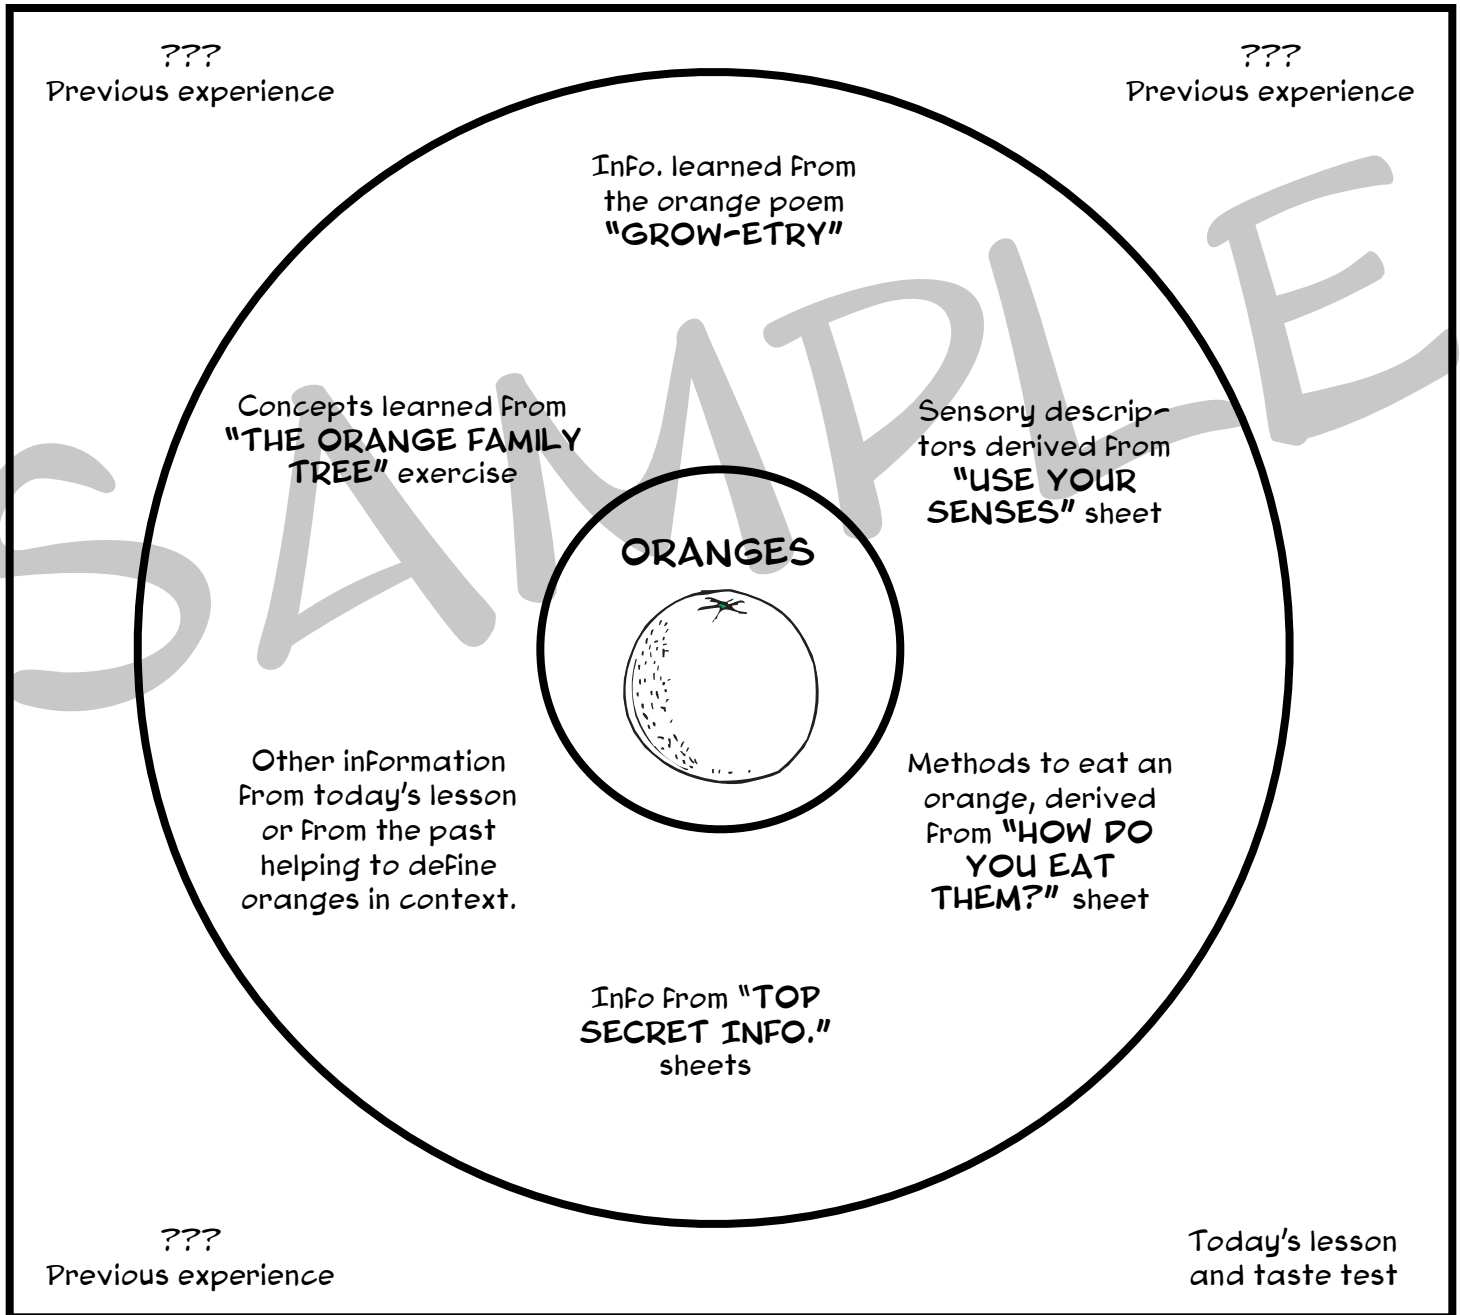 ???
Previous experience
???
Previous experience
Info. learned from
the orange poem
"GROW-ETRY"
Concepts learned from
"THE ORANGE FAMILY
TREE" exercise
Sensory descrip-
tors derived from
"USE YOUR
SENSES" sheet
ORANGES
Other information
from today's lesson
or from the past
helping to define
oranges in context.
Methods to eat an
orange, derived
from "HOW DO
YOU EAT
THEM?" sheet
Info from "TOP
SECRET INFO."
sheets
???
Previous experience
Today's lesson
and taste test
SAMPLE